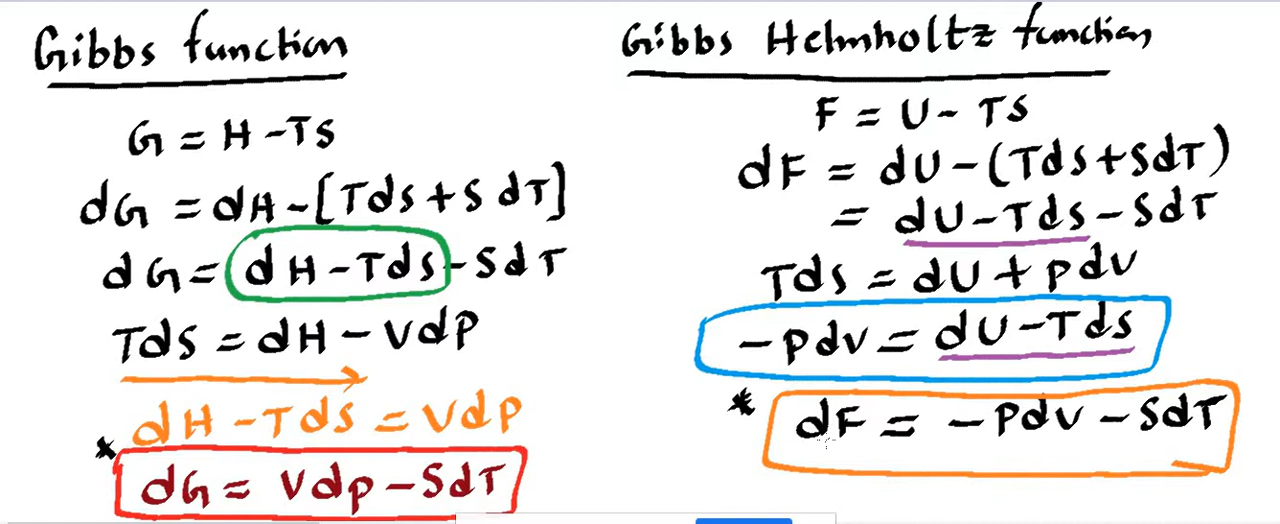 Gibbs function
G = H - TS
dG = dH - [Tds + S dT]
dG = dH - Tds - SdT
Tds = dH - Vdp
dH - Tds = Vdp
* dG = Vdp - SdT
Gibbs Helmholtz function
F = U - TS
dF = dU - (Tds + SdT)
= dU - Tds - SdT
Tds = dU + pdv
- pdv = dU - Tds
* dF = - Pdv - SdT